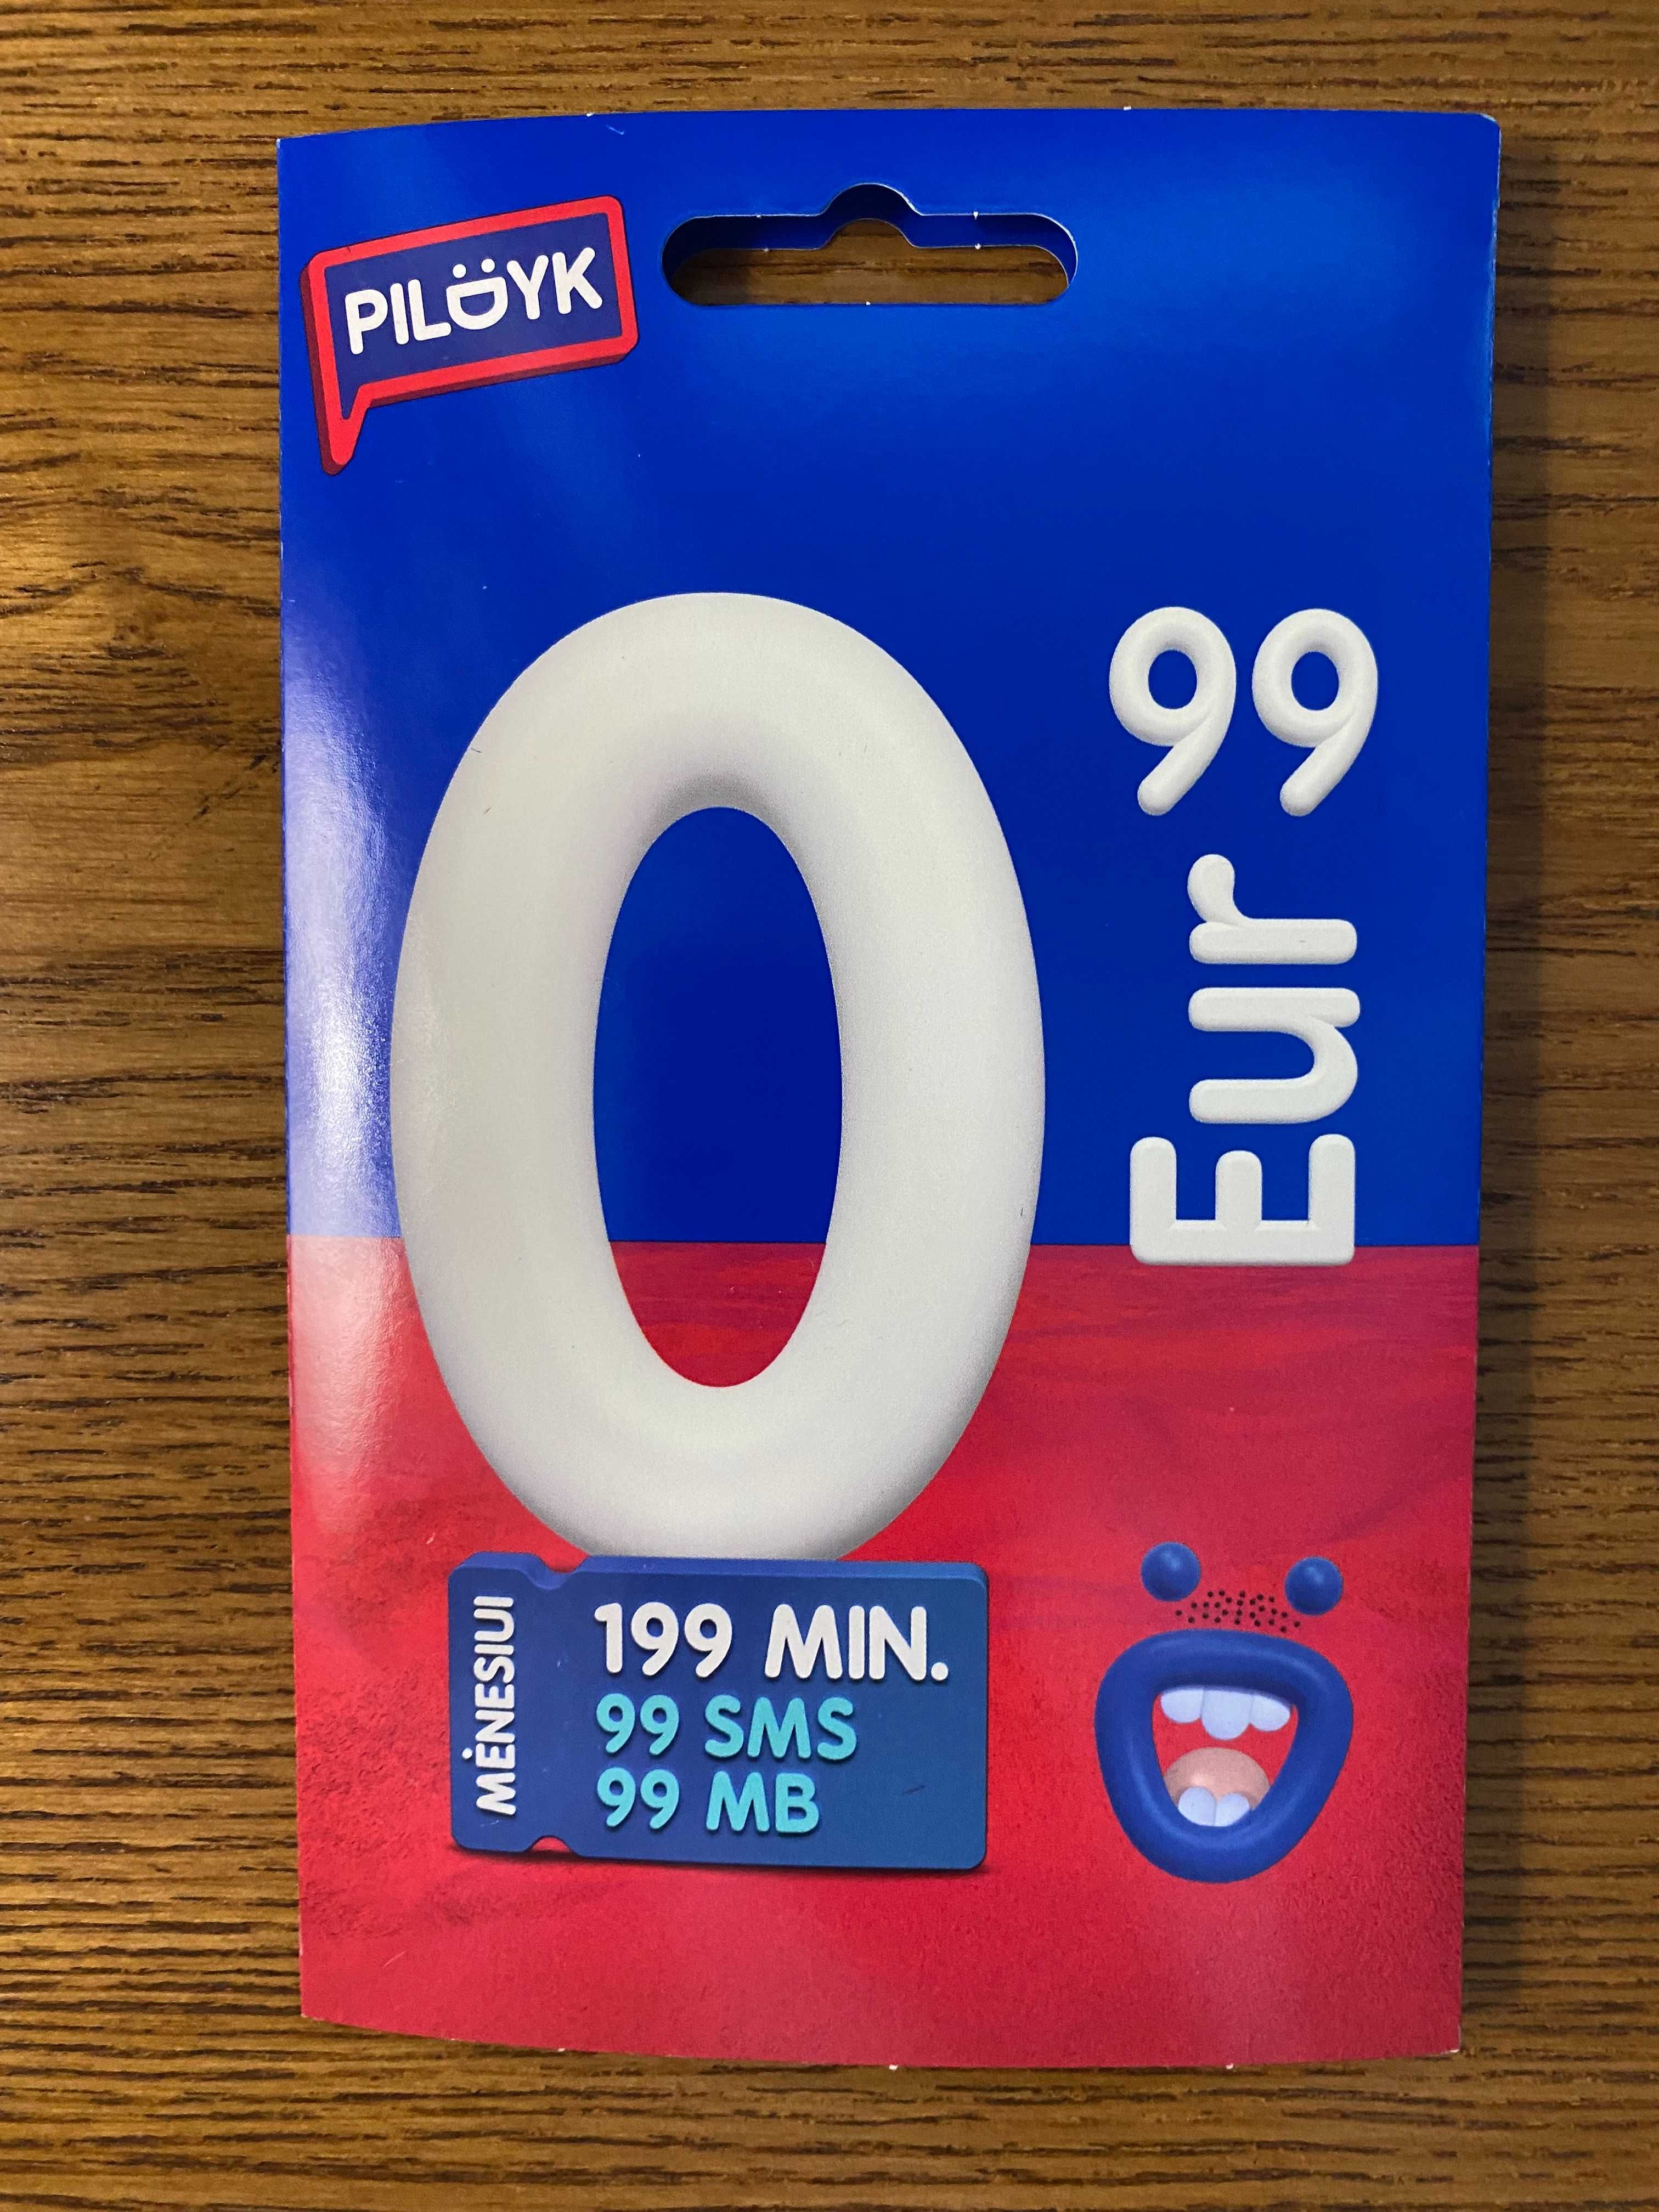 PILDYK
0
99
Eur
MĖNESIUI
199 MIN.
99 SMS
99 MB